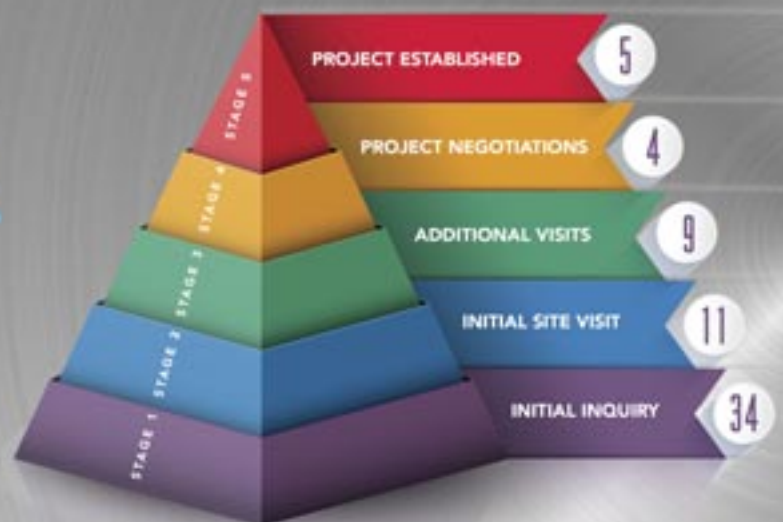 STAGE 5
PROJECT ESTABLISHED
5
STAGE 4
PROJECT NEGOTIATIONS
4
STAGE 3
ADDITIONAL VISITS
9
STAGE 2
INITIAL SITE VISIT
11
STAGE 1
INITIAL INQUIRY
34